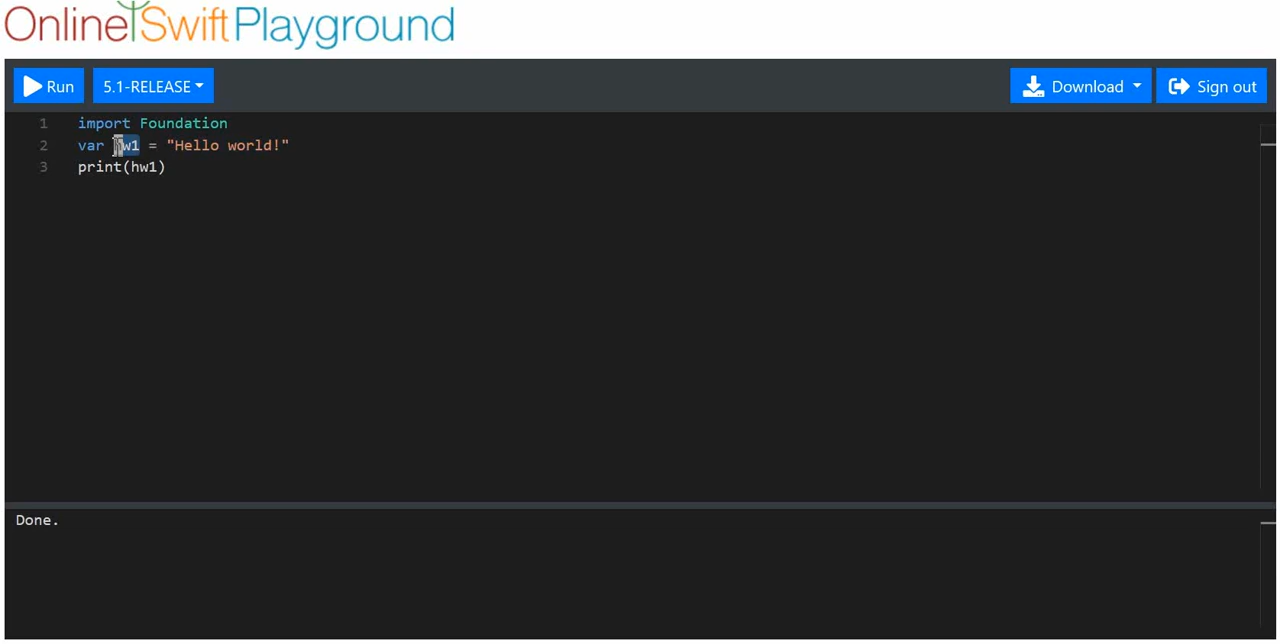 Online Swift Playground
Run 5.1-RELEASE Download Sign out
1 import Foundation
2 var hw1 = "Hello world!"
3 print(hw1)
Done.